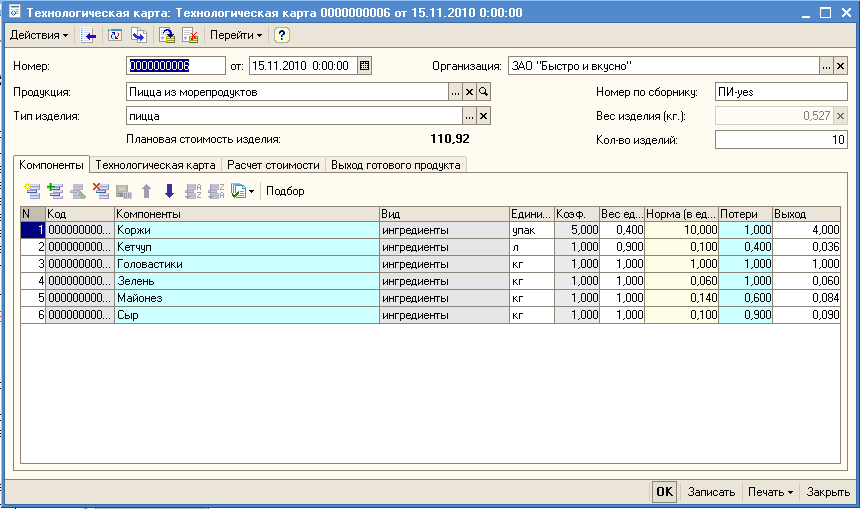 Технологическая карта: Технологическая карта 0000000006 от 15.11.2010 0:00:00
Действия Перейти ?
Номер: 0000000006 от: 15.11.2010 0:00:00 Организация: ЗАО "Быстро и вкусно" ...
Продукция: Пицца из морепродуктов ... Номер по сборнику: ПИ-yes
Тип изделия: пицца ... Вес изделия (кг.): 0,527
Плановая стоимость изделия: 110,92 Кол-во изделий: 10
Компоненты Технологическая карта Расчет стоимости Выход готового продукта
Подбор
N Код Компоненты Вид Едини... Коэф. Вес ед... Норма (в ед... Потери Выход
1 000000000... Коржи ингредиенты упак 5,000 0,400 10,000 1,000 4,000
2 000000000... Кетчуп ингредиенты л 1,000 0,900 0,100 0,400 0,036
3 000000000... Головастики ингредиенты кг 1,000 1,000 1,000 1,000 1,000
4 000000000... Зелень ингредиенты кг 1,000 1,000 0,060 1,000 0,060
5 000000000... Майонез ингредиенты кг 1,000 1,000 0,140 0,600 0,084
6 000000000... Сыр ингредиенты кг 1,000 1,000 0,100 0,900 0,090
OK Записать Печать Закрыть